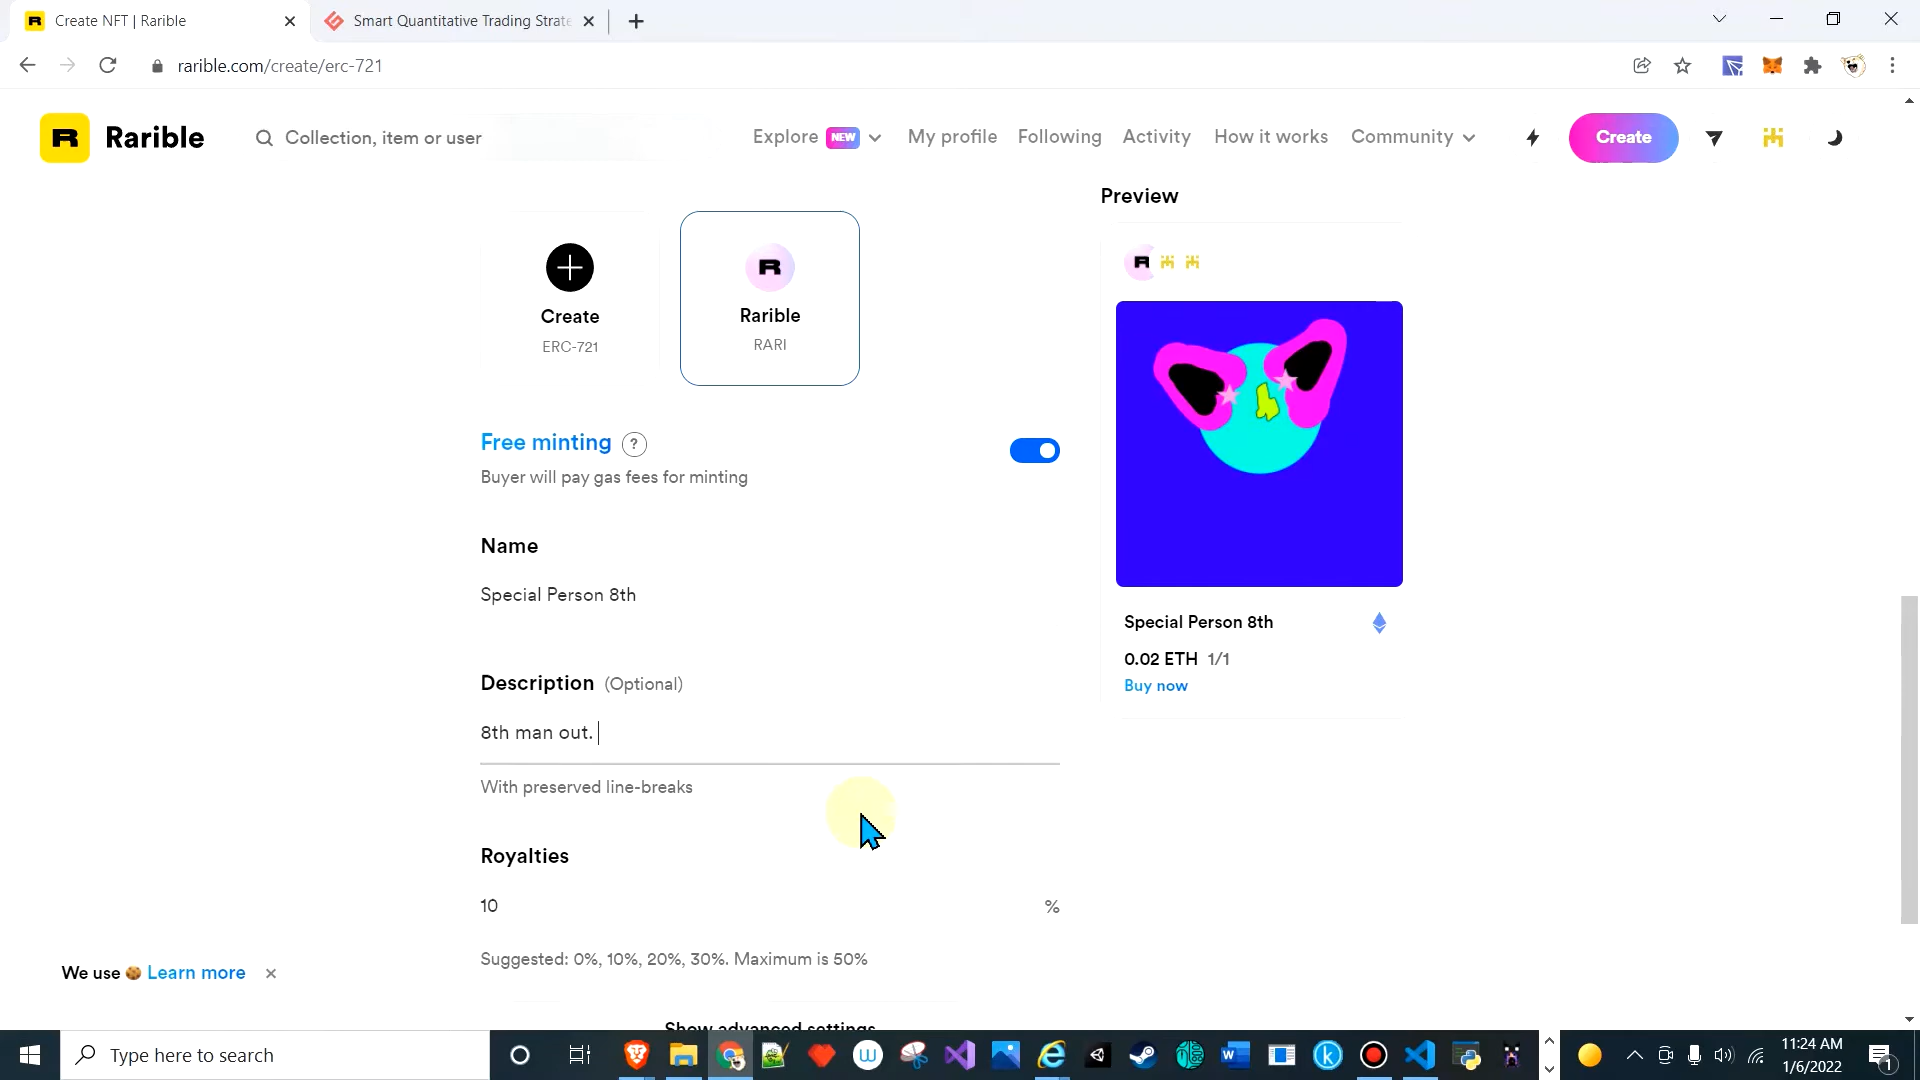 Create NFT | Rarible
Smart Quantitative Trading Strate
rarible.com/create/erc-721
R Rarible
Collection, item or user
Explore NEW
My profile
Following
Activity
How it works
Community
Create
Create
ERC-721
R
Rarible
RARI
Free minting ?
Buyer will pay gas fees for minting
Name
Special Person 8th
Description (Optional)
8th man out.
With preserved line-breaks
Royalties
10 %
Suggested: 0%, 10%, 20%, 30%. Maximum is 50%
Show advanced settings
Preview
R
Special Person 8th
0.02 ETH 1/1
Buy now
We use 🍪 Learn more
Type here to search
11:24 AM
1/6/2022
1